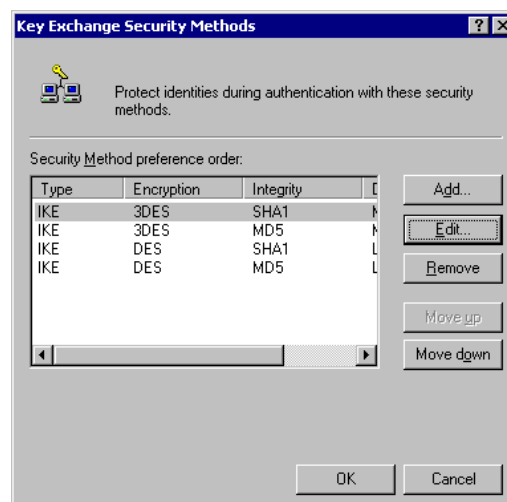 Key Exchange Security Methods
Protect identities during authentication with these security
methods.
Security Method preference order:
Type Encryption Integrity D
IKE 3DES SHA1
IKE 3DES MD5
IKE DES SHA1 L
IKE DES MD5 L
Add...
Edit...
Remove
Move up
Move down
OK Cancel